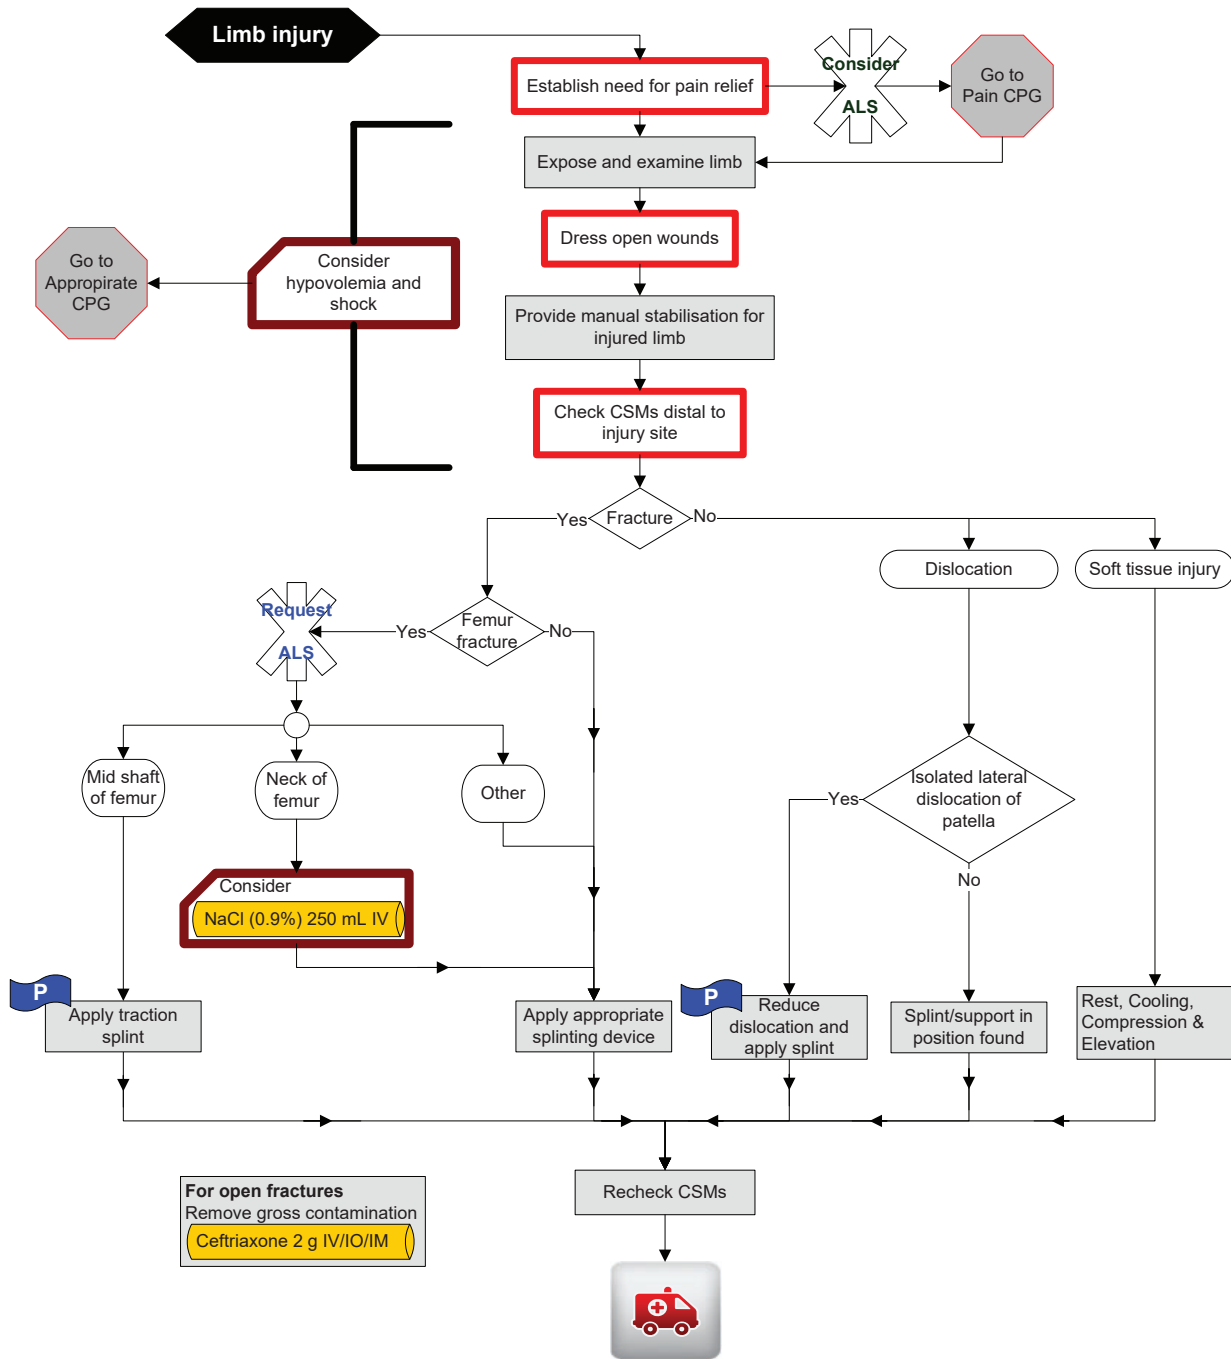 Limb injury
Establish need for pain relief
Consider
ALS
Go to
Pain CPG
Expose and examine limb
Dress open wounds
Go to
Appropirate
CPG
Consider
hypovolemia and
shock
Provide manual stabilisation for
injured limb
Check CSMs distal to
injury site
Yes
Fracture
No
Dislocation
Soft tissue injury
Request
ALS
Yes
Femur
fracture
No
Mid shaft
of femur
Neck of
femur
Other
Yes
Isolated lateral
dislocation of
patella
No
Consider
NaCl (0.9%) 250 mL IV
P
Apply traction
splint
Apply appropriate
splinting device
P
Reduce
dislocation and
apply splint
Splint/support in
position found
Rest, Cooling,
Compression &
Elevation
For open fractures
Remove gross contamination
Ceftriaxone 2 g IV/IO/IM
Recheck CSMs